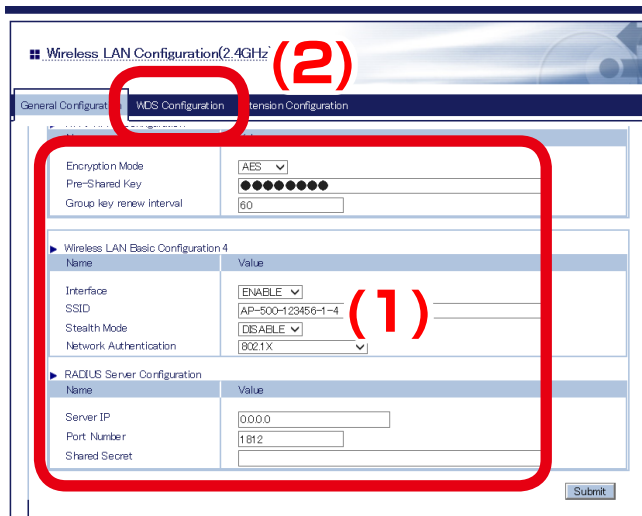 Wireless LAN Configuration(2.4GHz
(2)
General Configurat WDS Configuration tension Configuration
Encryption Mode AES
Pre-Shared Key ●●●●●●●●
Group key renew interval 60
Wireless LAN Basic Configuration 4
Name Value
Interface ENABLE
SSID AP-500-123456-1-4
(1)
Stealth Mode DISABLE
Network Authentication 802.1X
RADIUS Server Configuration
Name Value
Server IP 0.0.0.0
Port Number 1812
Shared Secret
Submit